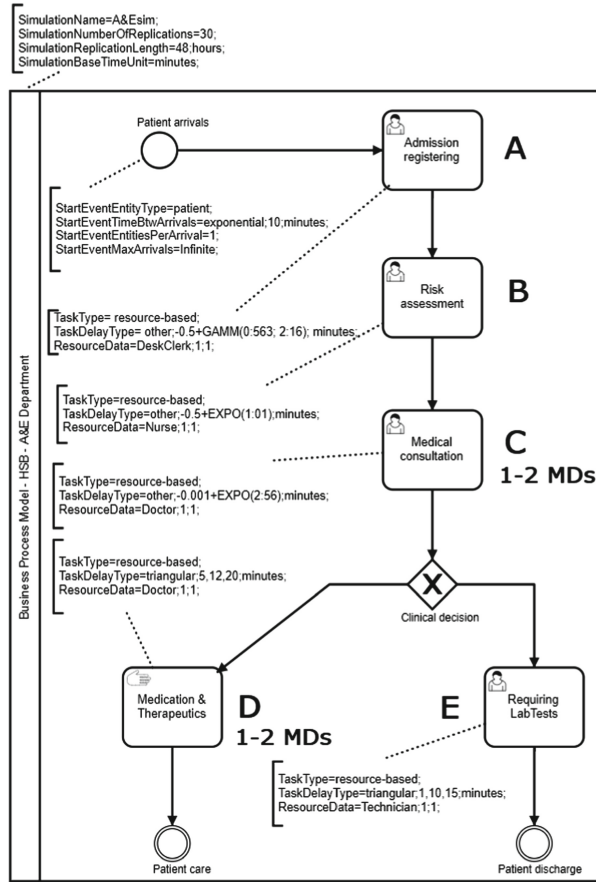 SimulationName=A&Esim;
SimulationNumberOfReplications=30;
SimulationReplicationLength=48;hours;
SimulationBaseTimeUnit=minutes;
Business Process Model - HSB - A&E Department
Patient arrivals
Admission
registering
A
StartEventEntityType=patient;
StartEventTimeBtwArrivals=exponential;10;minutes;
StartEventEntitiesPerArrival=1;
StartEventMaxArrivals=Infinite;
Risk
assessment
B
TaskType= resource-based;
TaskDelayType= other;-0.5+GAMM(0:563; 2:16); minutes;
ResourceData=DeskClerk;1;1;
TaskType=resource-based;
TaskDelayType=other;-0.5+EXPO(1:01);minutes;
ResourceData=Nurse;1;1;
Medical
consultation
C
1-2 MDs
TaskType=resource-based;
TaskDelayType=other;-0.001+EXPO(2:56);minutes;
ResourceData=Doctor;1;1;
TaskType=resource-based;
TaskDelayType=triangular;5,12,20;minutes;
ResourceData=Doctor;1;1;
X
Clinical decision
Medication &
Therapeutics
D
1-2 MDs
E
Requiring
LabTests
TaskType=resource-based;
TaskDelayType=triangular;1,10,15;minutes;
ResourceData=Technician;1;1;
Patient care
Patient discharge